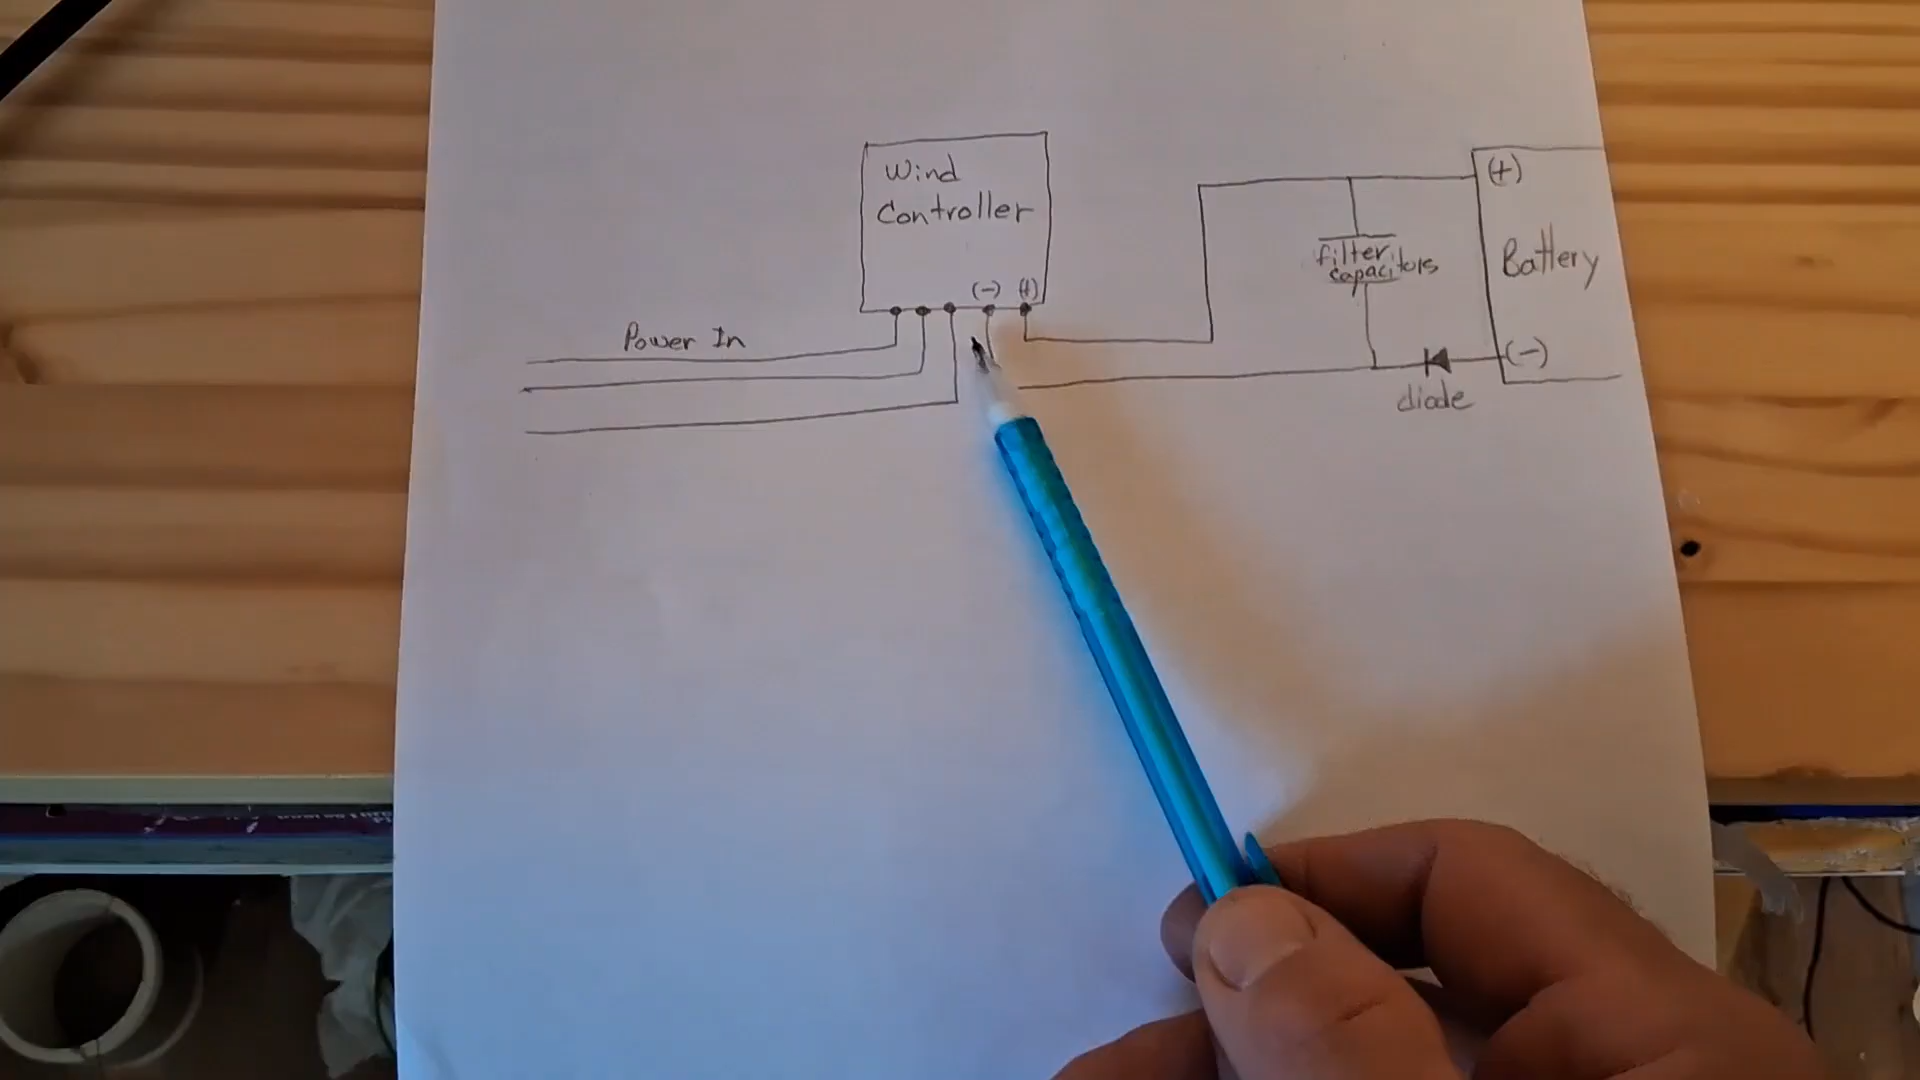 Wind
Controller
(-) (+)
Power In
(+)
filter
capacitors
Battery
(-)
diode